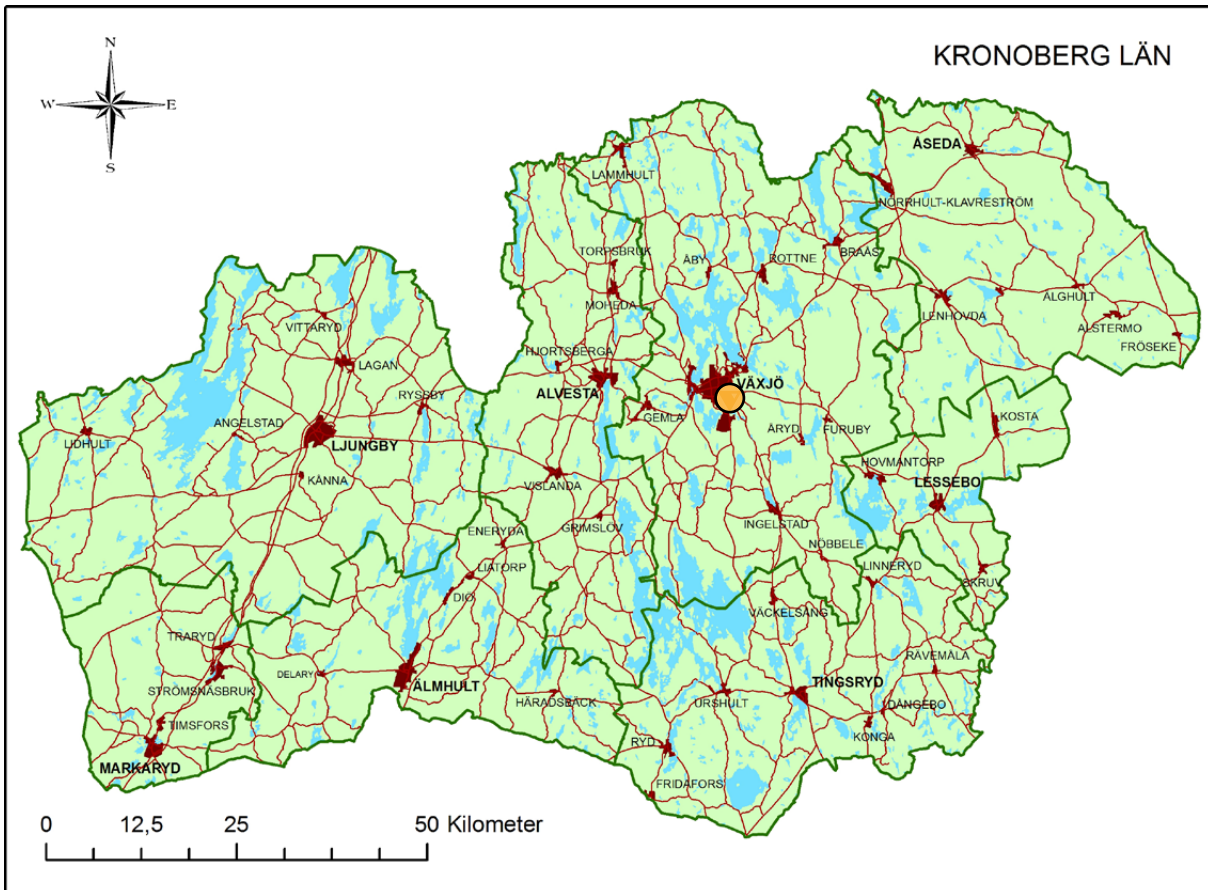 KRONOBERG LÄN
N
W
E
S
ÅSEDA
LAMMHULT
NORRHULT-KLAVRESTRÖM
TORPSBRUK
ÅBY
ROTTNE
BRAÅS
MOHEDA
LENHOVDA
ÄLGHULT
ALSTERMO
FRÖSEKE
VITTARYD
LAGAN
HJORTSBERGA
ALVESTA
VÄXJÖ
RYSSBY
GEMLA
KOSTA
LIDHULT
ANGELSTAD
LJUNGBY
ÅRYD
FURUBY
KÅNNA
VISLANDA
HOVMANTORP
LESSEBO
ENERYDA
GRIMSLÖV
INGELSTAD
NÖBBELE
LIATORP
LINNERYD
SKRUV
DIÖ
VÄCKELSÅNG
TRARYD
DELARY
ÄLMHULT
RÄVEMÅLA
STRÖMSNÄSBRUK
HÄRADSBÄCK
URSHULT
TINGSRYD
DÅNGEBO
TIMSFORS
KONGA
RYD
MARKARYD
FRIDAFORS
0 12,5 25 50 Kilometer